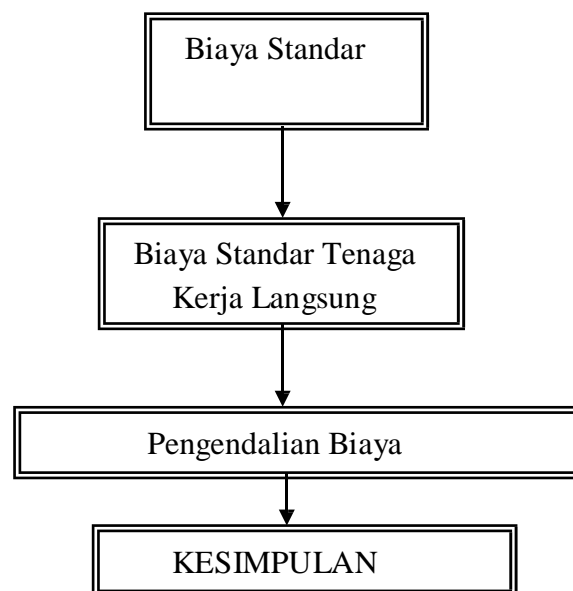 Biaya Standar
Biaya Standar Tenaga
Kerja Langsung
Pengendalian Biaya
KESIMPULAN